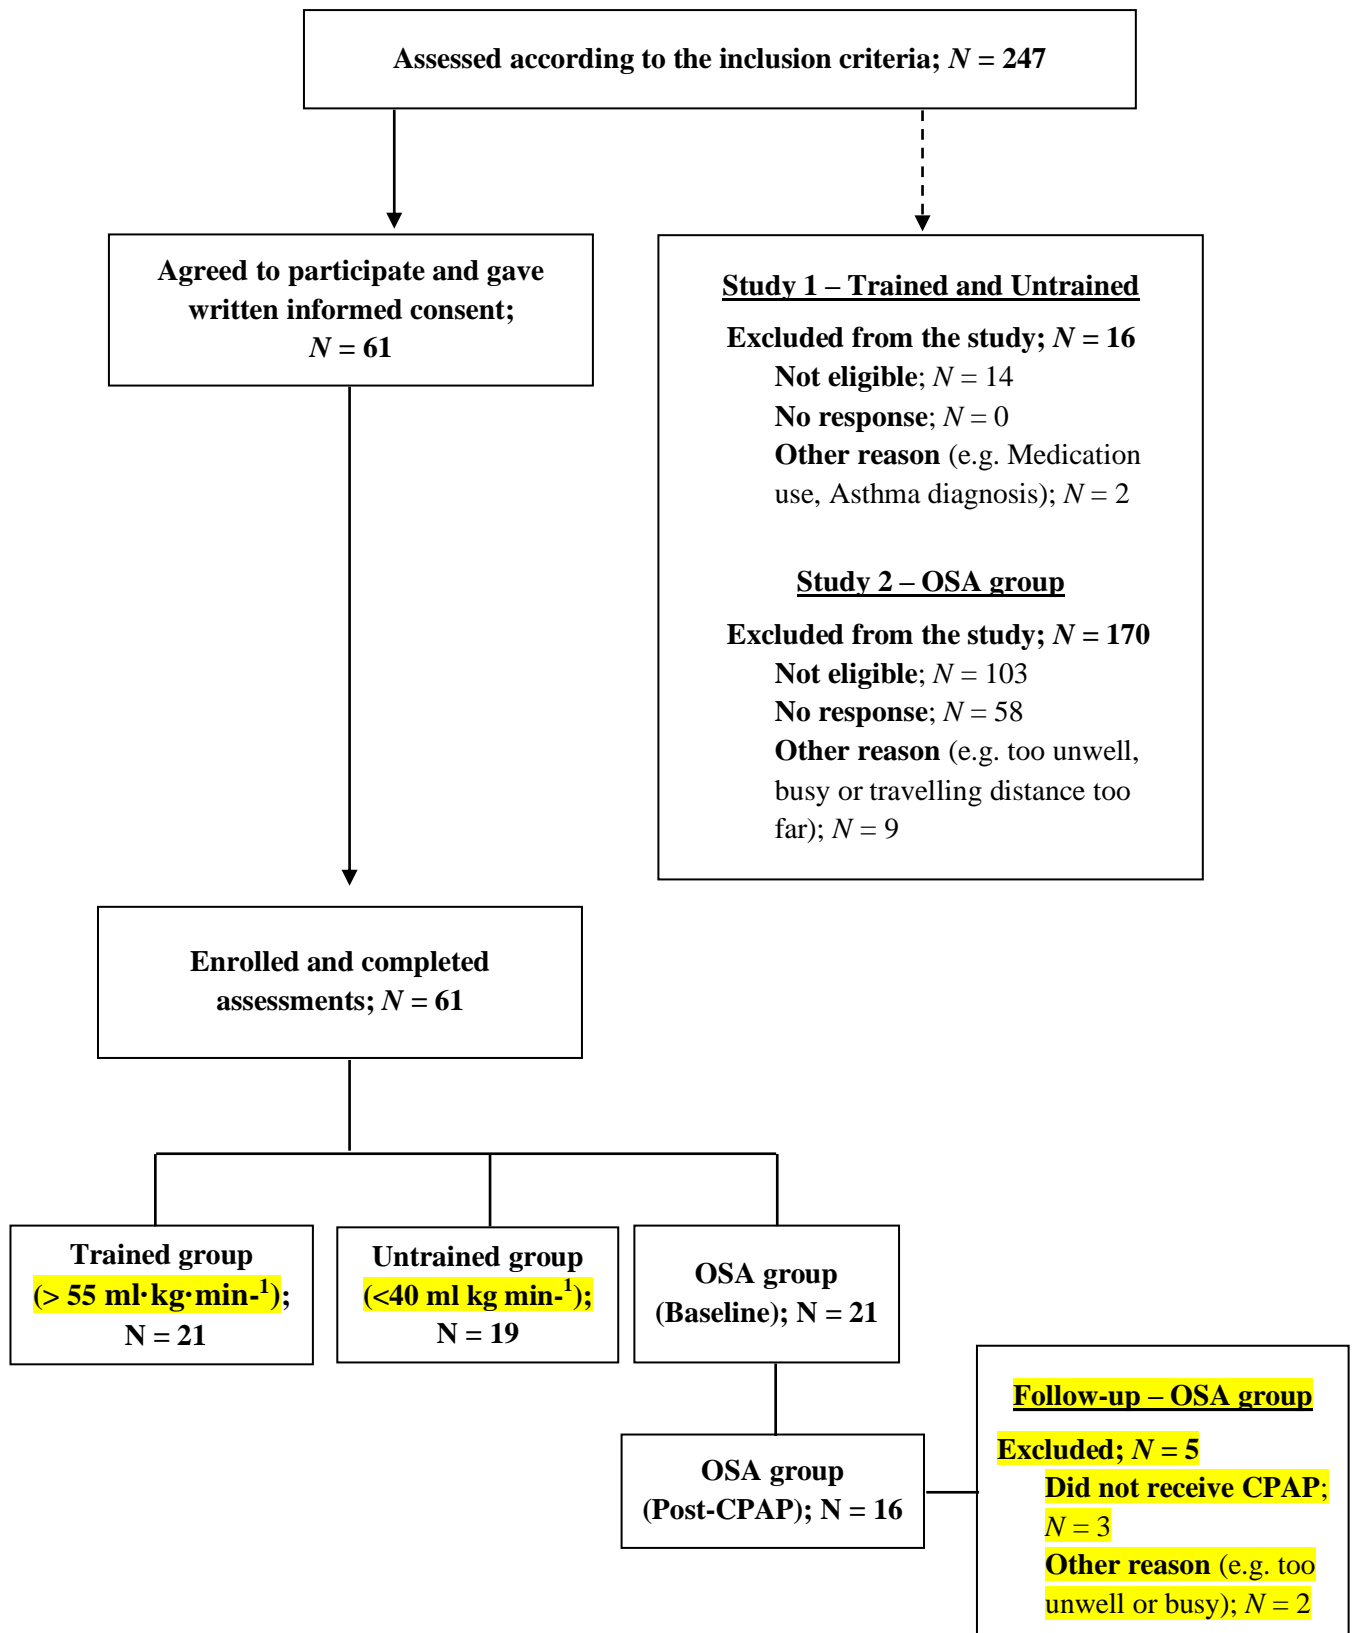 Assessed according to the inclusion criteria; N = 247
Agreed to participate and gave
written informed consent;
N = 61
Study 1 – Trained and Untrained
Excluded from the study; N = 16
Not eligible; N = 14
No response; N = 0
Other reason (e.g. Medication
use, Asthma diagnosis); N = 2
Study 2 – OSA group
Excluded from the study; N = 170
Not eligible; N = 103
No response; N = 58
Other reason (e.g. too unwell,
busy or travelling distance too
far); N = 9
Enrolled and completed
assessments; N = 61
Trained group
(> 55 ml·kg·min-¹);
N = 21
Untrained group
(<40 ml kg min-¹);
N = 19
OSA group
(Baseline); N = 21
OSA group
(Post-CPAP); N = 16
Follow-up – OSA group
Excluded; N = 5
Did not receive CPAP;
N = 3
Other reason (e.g. too
unwell or busy); N = 2